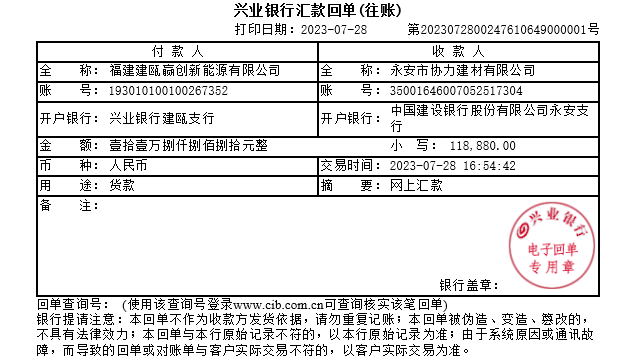 兴业银行汇款回单(往账)
打印日期：2023-07-28 第2023072800247610649000001号
付 款 人 收 款 人
全 称：福建建瓯赢创新能源有限公司 全 称：永安市协力建材有限公司
账 号：193010100100267352 账 号：35001646007052517304
开户银行：兴业银行建瓯支行 开户银行：中国建设银行股份有限公司永安支
行
金 额：壹拾壹万捌仟捌佰捌拾元整 小 写：118,880.00
币 种：人民币 交易时间：2023-07-28 16:54:42
用 途：货款 摘 要：网上汇款
备 注：
兴业银行
电子回单
专用章
银行盖章：
回单查询号： (使用该查询号登录www.cib.com.cn可查询核实该笔回单)
银行提请注意：本回单不作为收款方发货依据，请勿重复记账；本回单被伪造、变造、篡改的，
不具有法律效力；本回单与本行原始记录不符的，以本行原始记录为准；由于系统原因或通讯故
障，而导致的回单或对账单与客户实际交易不符的，以客户实际交易为准。